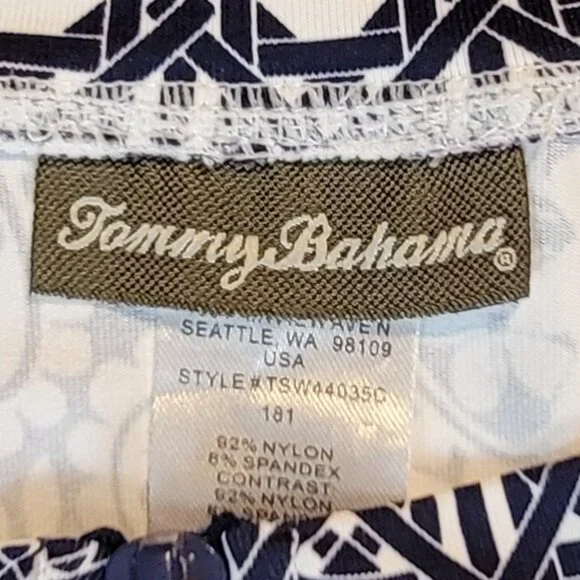 Tommy Bahama®
SEATTLE, WA 98109
USA
STYLE#TSW44035C
181
92% NYLON
8% SPANDEX
CONTRAST
92% NYLON